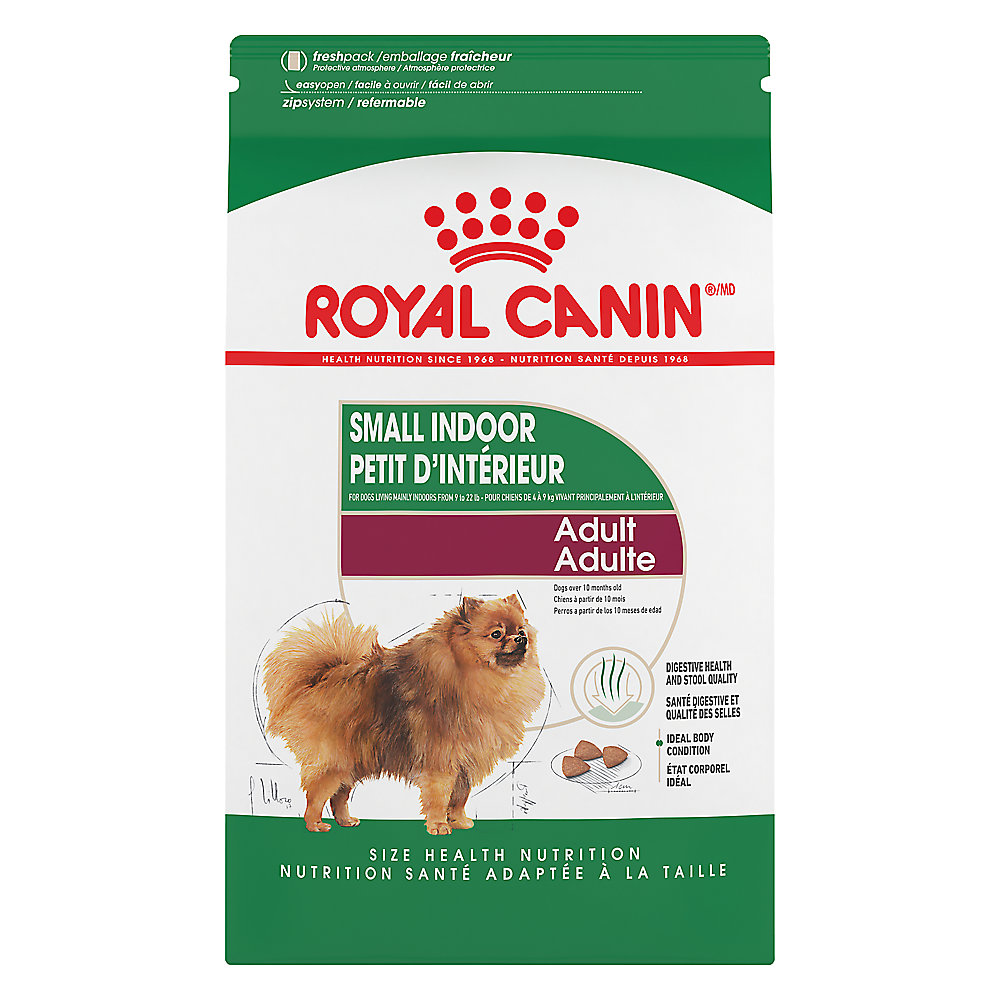 freshpack / emballage fraîcheur
Protective atmosphere / Atmosphère protectrice
easyopen / facile à ouvrir / fácil de abrir
zipsystem / refermable
ROYAL CANIN ®/MD
HEALTH NUTRITION SINCE 1968 - NUTRITION SANTÉ DEPUIS 1968
SMALL INDOOR
PETIT D'INTÉRIEUR
FOR DOGS LIVING MAINLY INDOORS FROM 9 to 22 lb - POUR CHIENS DE 4 À 9 kg VIVANT PRINCIPALEMENT À L'INTÉRIEUR
Adult
Adulte
Dogs over 10 months old
Chiens à partir de 10 mois
Perros a partir de los 10 meses de edad
DIGESTIVE HEALTH
AND STOOL QUALITY
SANTÉ DIGESTIVE ET
QUALITÉ DES SELLES
IDEAL BODY
CONDITION
ÉTAT CORPOREL
IDÉAL
1cm
SIZE HEALTH NUTRITION
NUTRITION SANTÉ ADAPTÉE À LA TAILLE